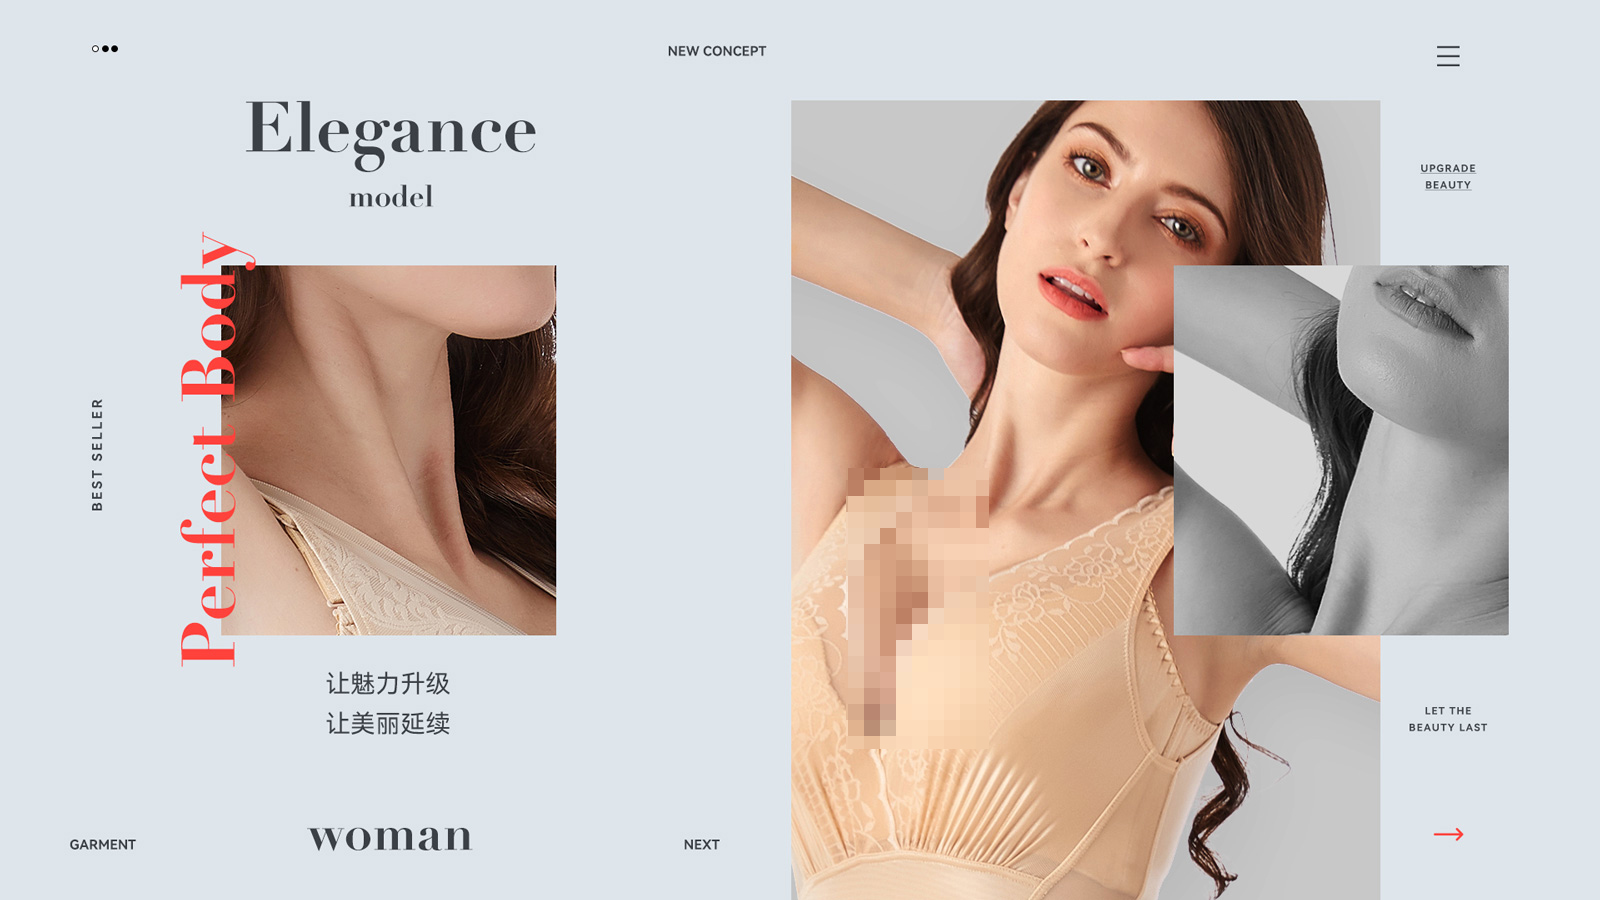 NEW CONCEPT
Elegance
model
UPGRADE
BEAUTY
Perfect Body
BEST SELLER
让魅力升级
让美丽延续
LET THE
BEAUTY LAST
GARMENT
woman
NEXT